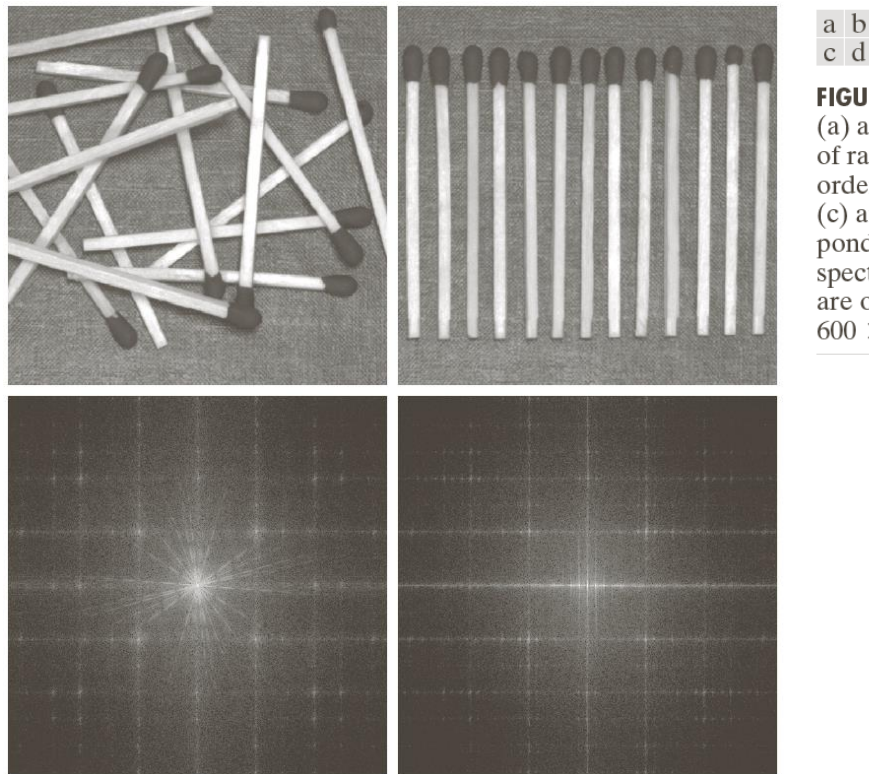 a b
c d
FIGU
(a) a
of ra
orde
(c) a
pond
spect
are o
600